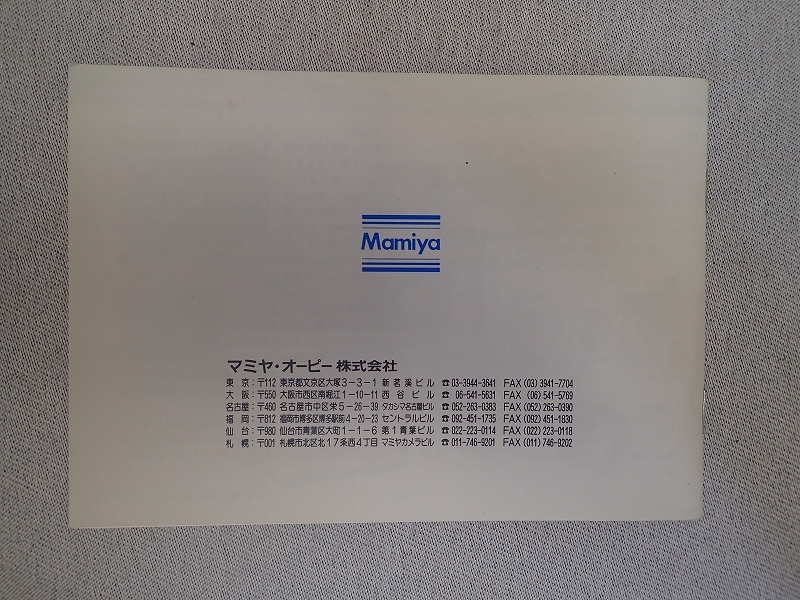 Mamiya
マミヤ・オーピー株式会社
東京：〒112 東京都文京区大塚3-3-1 新茗溪ビル ☎03-3944-3641 FAX (03) 3941-7704
大阪：〒550 大阪市西区南堀江1-10-11 西谷ビル ☎06-541-5631 FAX (06) 541-5769
名古屋：〒460 名古屋市中区栄5-26-39 タカシマ名古屋ビル ☎052-263-0383 FAX (052) 263-0390
福岡：〒812 福岡市博多区博多駅前4-20-23 セントラルビル ☎092-451-1735 FAX (092) 451-1830
仙台：〒980 仙台市青葉区大町1-1-6 第1青葉ビル ☎022-223-0114 FAX (022) 223-0118
札幌：〒001 札幌市北区北17条西4丁目 マミヤカメラビル ☎011-746-9201 FAX (011) 746-9202